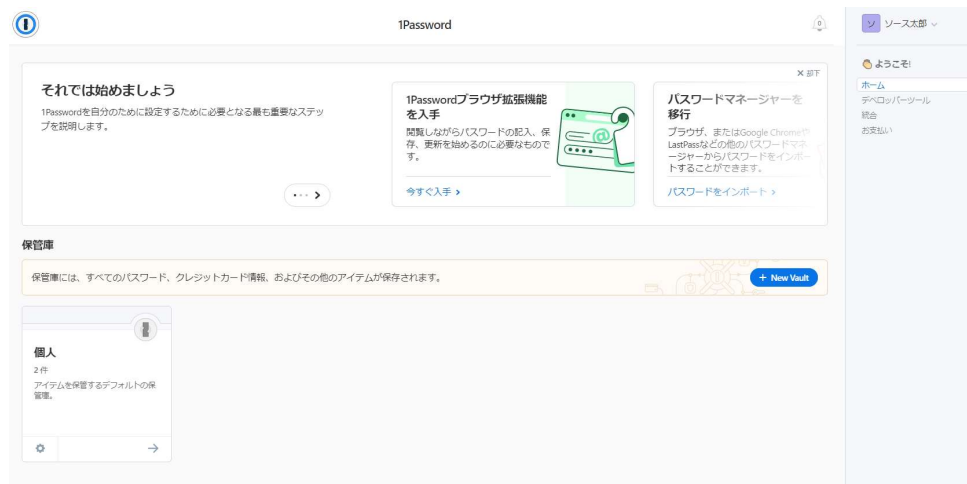 1Password
0
ソ ソース太郎
👏 ようこそ!
ホーム
デベロッパーツール
統合
お支払い
× 却下
それでは始めましょう
1Passwordを自分のために設定するために必要となる最も重要なステッ
プを説明します。
1Passwordブラウザ拡張機能
を入手
閲覧しながらパスワードの記入、保
存、更新を始めるのに必要なもので
す。
今すぐ入手 >
パスワードマネージャーを
移行
ブラウザ、またはGoogle Chromeや
LastPassなどの他のパスワードマネ
ージャーからパスワードをインポー
トすることができます。
パスワードをインポート >
保管庫
保管庫には、すべてのパスワード、クレジットカード情報、およびその他のアイテムが保存されます。
+ New Vault
個人
2 件
アイテムを保管するデフォルトの保
管庫。